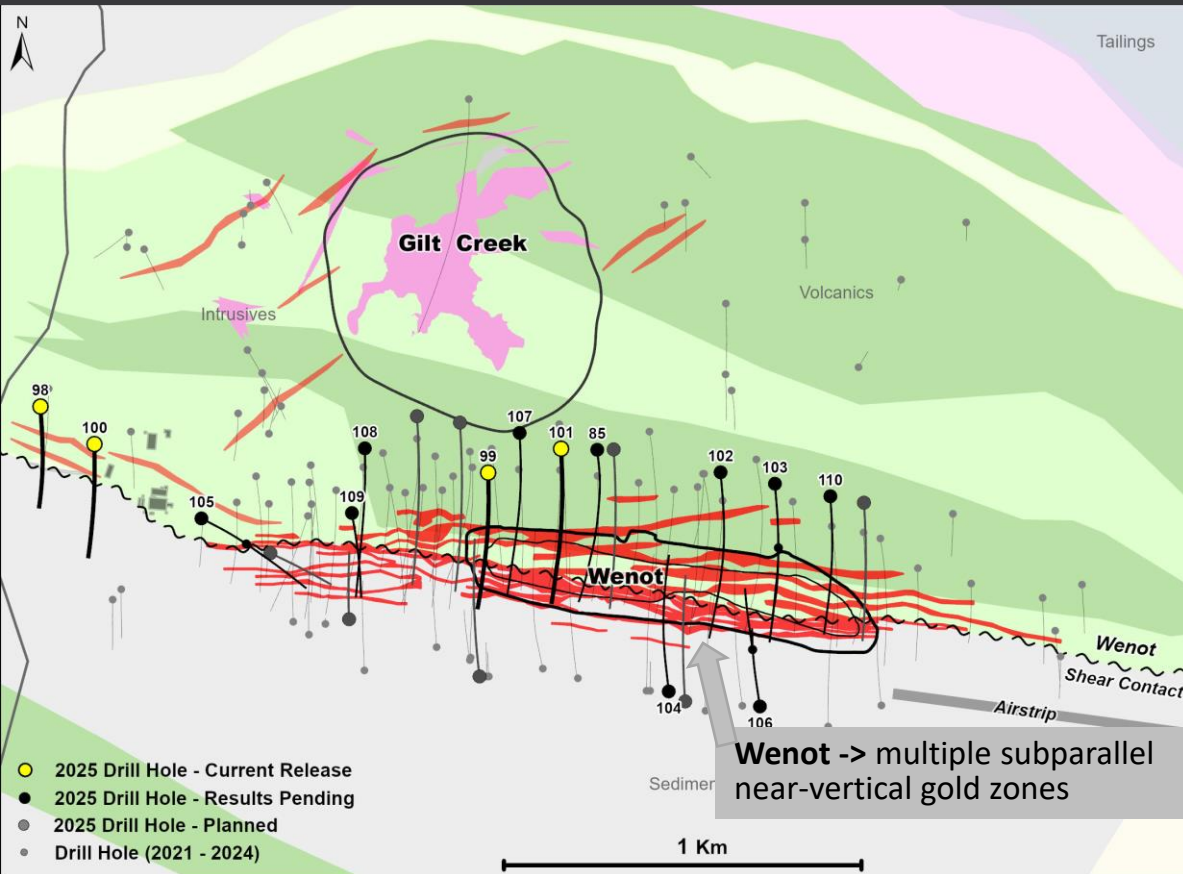 N
Tailings
Gilt Creek
Volcanics
Intrusives
98
100
107
108
101
85
99
102
103
110
109
105
Wenot
Wenot
Shear Contact
104
106
Airstrip
Wenot -> multiple subparallel
near-vertical gold zones
2025 Drill Hole - Current Release
2025 Drill Hole - Results Pending
2025 Drill Hole - Planned
Drill Hole (2021 - 2024)
1 Km